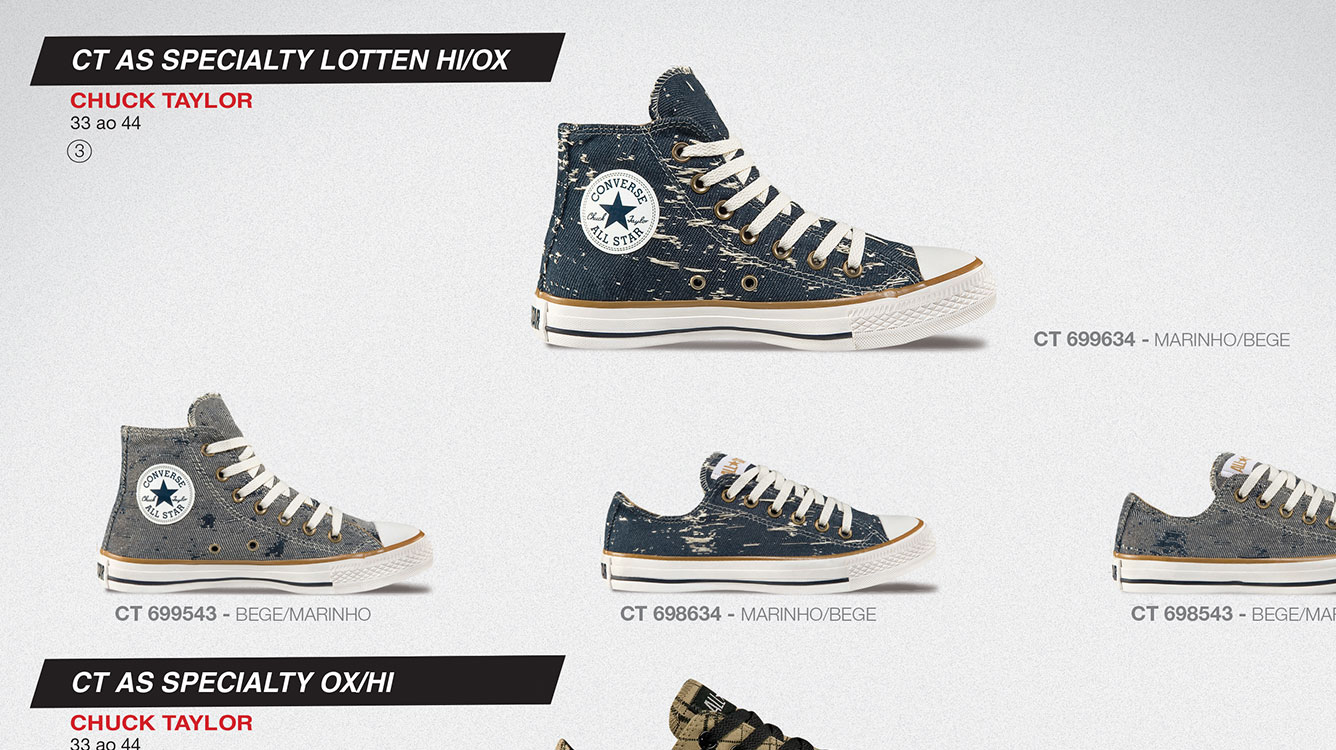 CT AS SPECIALTY LOTTEN HI/OX
CHUCK TAYLOR
33 ao 44
3
CONVERSE
Chuck Taylor
ALL STAR
CT 699634 - MARINHO/BEGE
CONVERSE
Chuck Taylor
ALL STAR
ALL
ALL
CT 699543 - BEGE/MARINHO
CT 698634 - MARINHO/BEGE
CT 698543 - BEGE/MAR
CT AS SPECIALTY OX/HI
CHUCK TAYLOR
33 ao 44